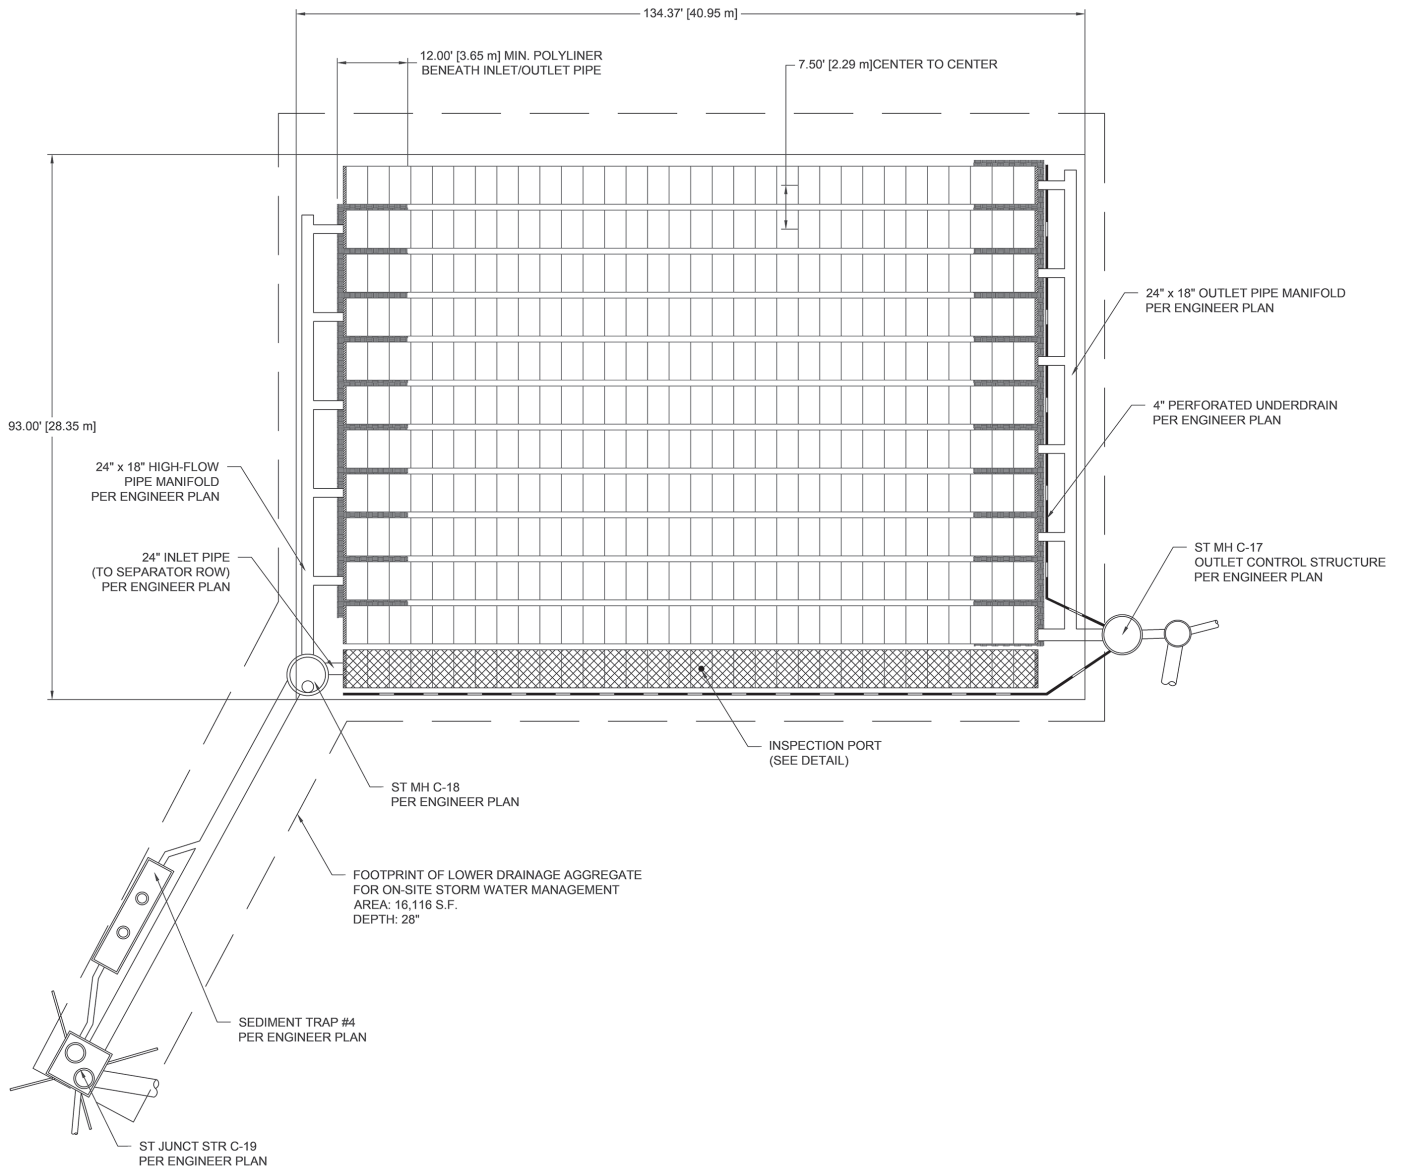 134.37' [40.95 m]
12.00' [3.65 m] MIN. POLYLINER
BENEATH INLET/OUTLET PIPE
7.50' [2.29 m]CENTER TO CENTER
24" x 18" OUTLET PIPE MANIFOLD
PER ENGINEER PLAN
4" PERFORATED UNDERDRAIN
PER ENGINEER PLAN
93.00' [28.35 m]
24" x 18" HIGH-FLOW
PIPE MANIFOLD
PER ENGINEER PLAN
24" INLET PIPE
(TO SEPARATOR ROW)
PER ENGINEER PLAN
ST MH C-17
OUTLET CONTROL STRUCTURE
PER ENGINEER PLAN
INSPECTION PORT
(SEE DETAIL)
ST MH C-18
PER ENGINEER PLAN
FOOTPRINT OF LOWER DRAINAGE AGGREGATE
FOR ON-SITE STORM WATER MANAGEMENT
AREA: 16,116 S.F.
DEPTH: 28"
SEDIMENT TRAP #4
PER ENGINEER PLAN
ST JUNCT STR C-19
PER ENGINEER PLAN